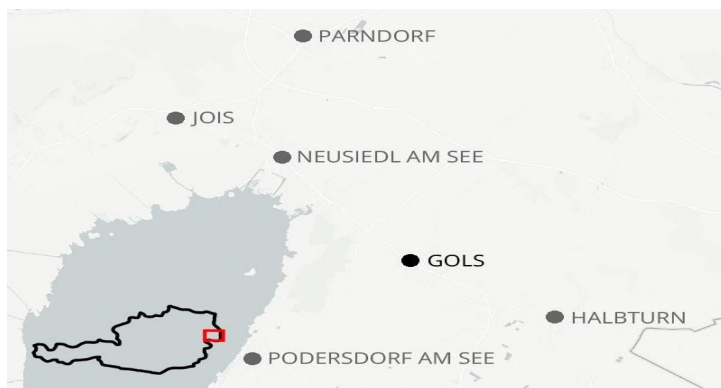 PARNDORF
JOIS
NEUSIEDL AM SEE
GOLS
HALBTURN
PODERSDORF AM SEE